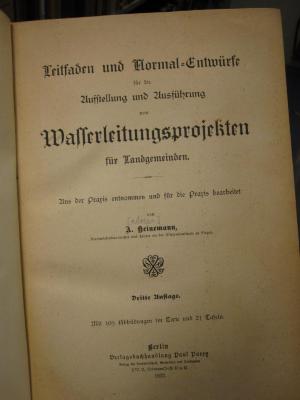 Leitfaden und Normal-Entwürfe
für die
Aufstellung und Ausführung
von
Wasserleitungsprojekten
für Landgemeinden.
Aus der Praxis entnommen und für die Praxis bearbeitet
von
A. Heinemann,
Dritte Auflage.
Mit 105 Abbildungen im Texte und 21 Tafeln.
Berlin
Verlagsbuchhandlung Paul Parey